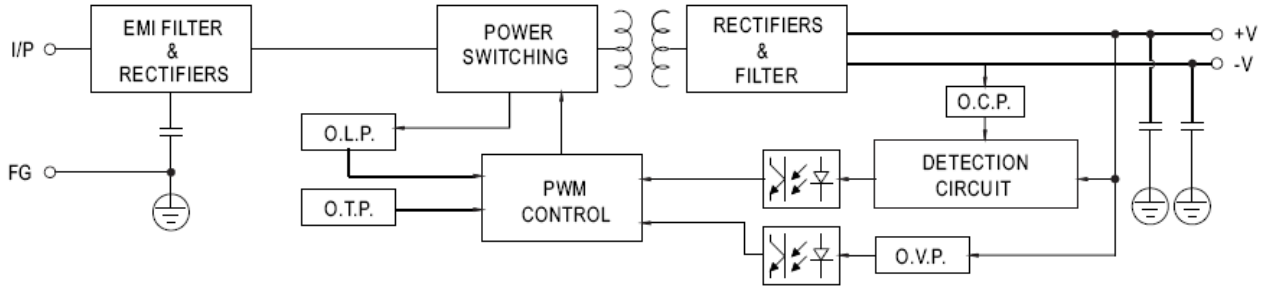 I/P
EMI FILTER
&
RECTIFIERS
POWER
SWITCHING
RECTIFIERS
&
FILTER
+V
-V
O.C.P.
O.L.P.
FG
PWM
CONTROL
DETECTION
CIRCUIT
O.T.P.
O.V.P.